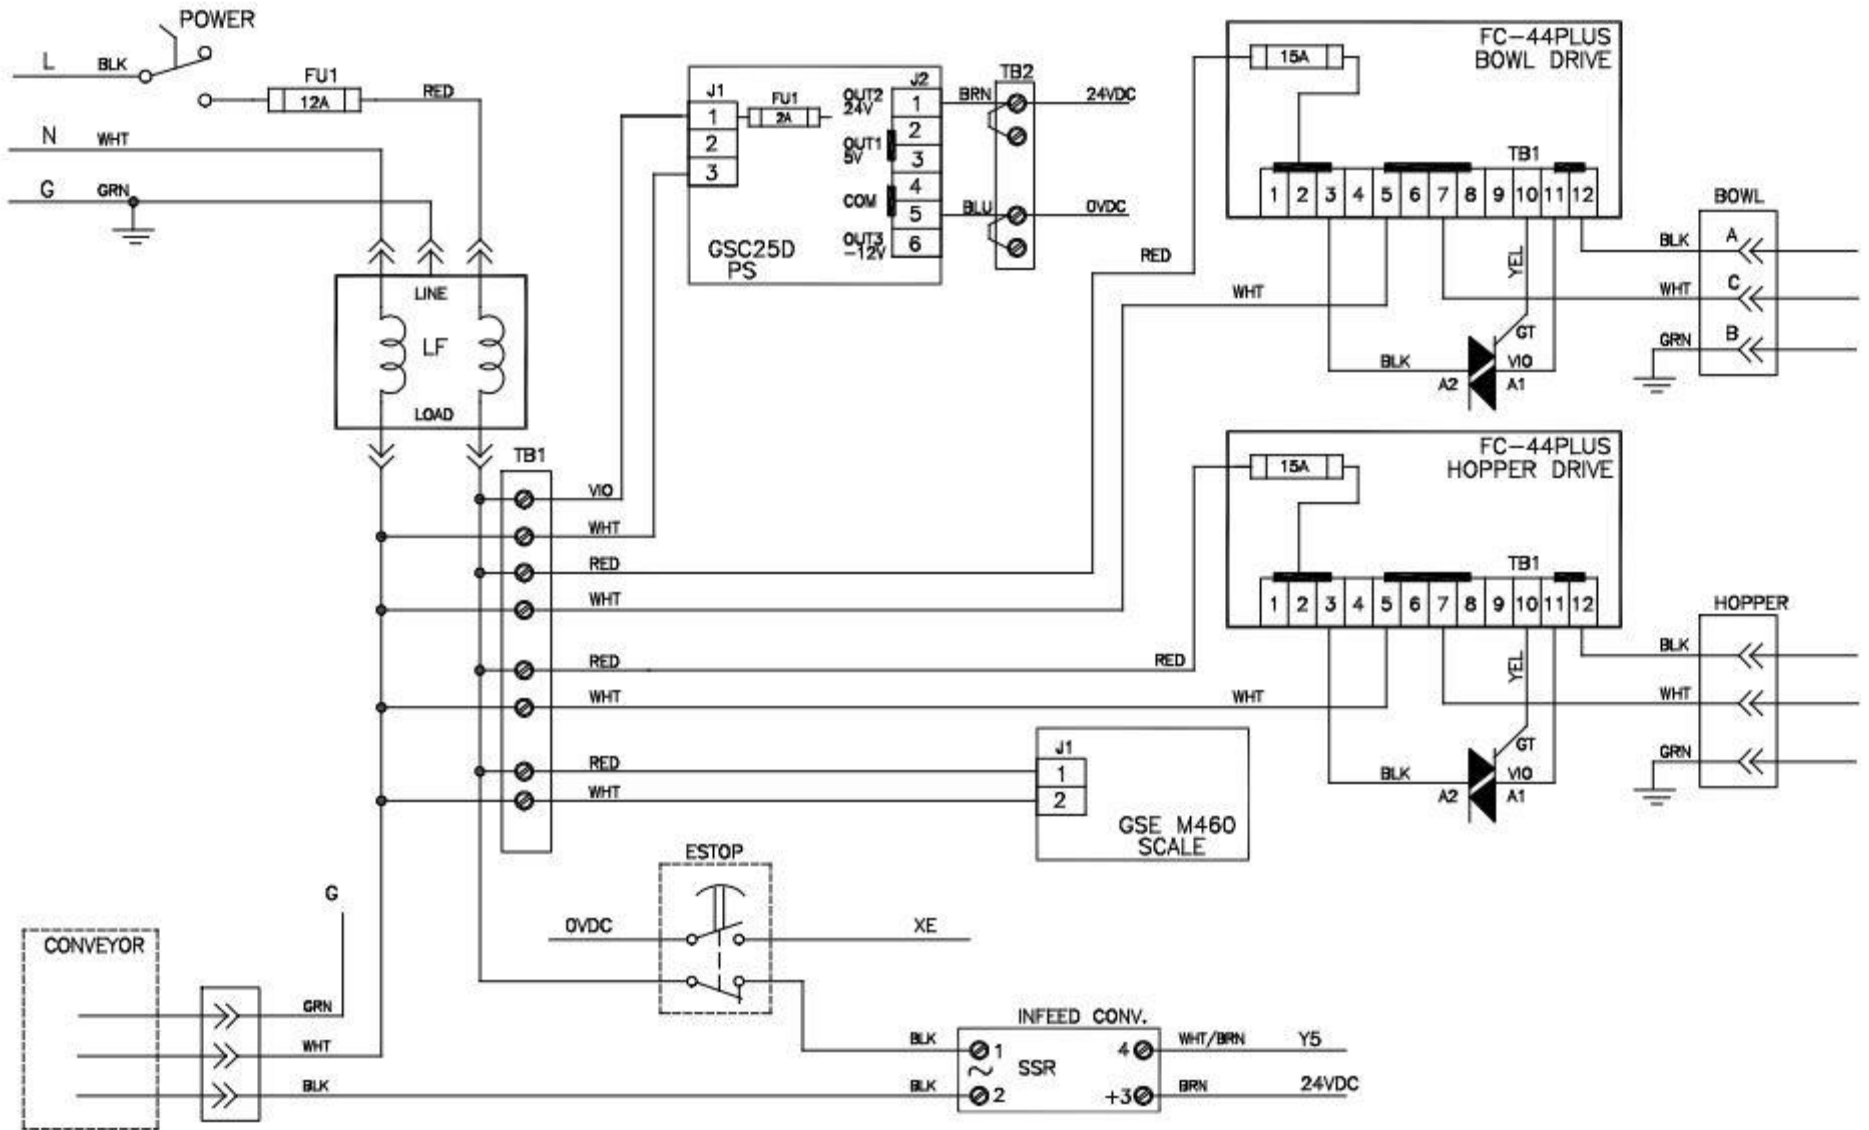 POWER
L BLK
FU1
12A
RED
N WHT
G GRN
LINE
LF
LOAD
J1
1
2
3
FU1
2A
OUT2
24V
OUT1
5V
COM
OUT3
-12V
J2
1
2
3
4
5
6
GSC25D
PS
TB2
BRN
24VDC
BLU
0VDC
FC-44PLUS
BOWL DRIVE
15A
TB1
1 2 3 4 5 6 7 8 9 10 11 12
RED
WHT
YEL
GT
BLK
VIO
A2
A1
BOWL
BLK A
WHT C
GRN B
FC-44PLUS
HOPPER DRIVE
15A
TB1
1 2 3 4 5 6 7 8 9 10 11 12
RED
WHT
YEL
GT
BLK
VIO
A2
A1
HOPPER
BLK
WHT
GRN
TB1
VIO
WHT
RED
WHT
RED
WHT
RED
WHT
J1
1
2
GSE M460
SCALE
ESTOP
0VDC
XE
G
CONVEYOR
GRN
WHT
BLK
INFEED CONV.
BLK
1
SSR
4
WHT/BRN
Y5
BLK
2
+3
BRN
24VDC